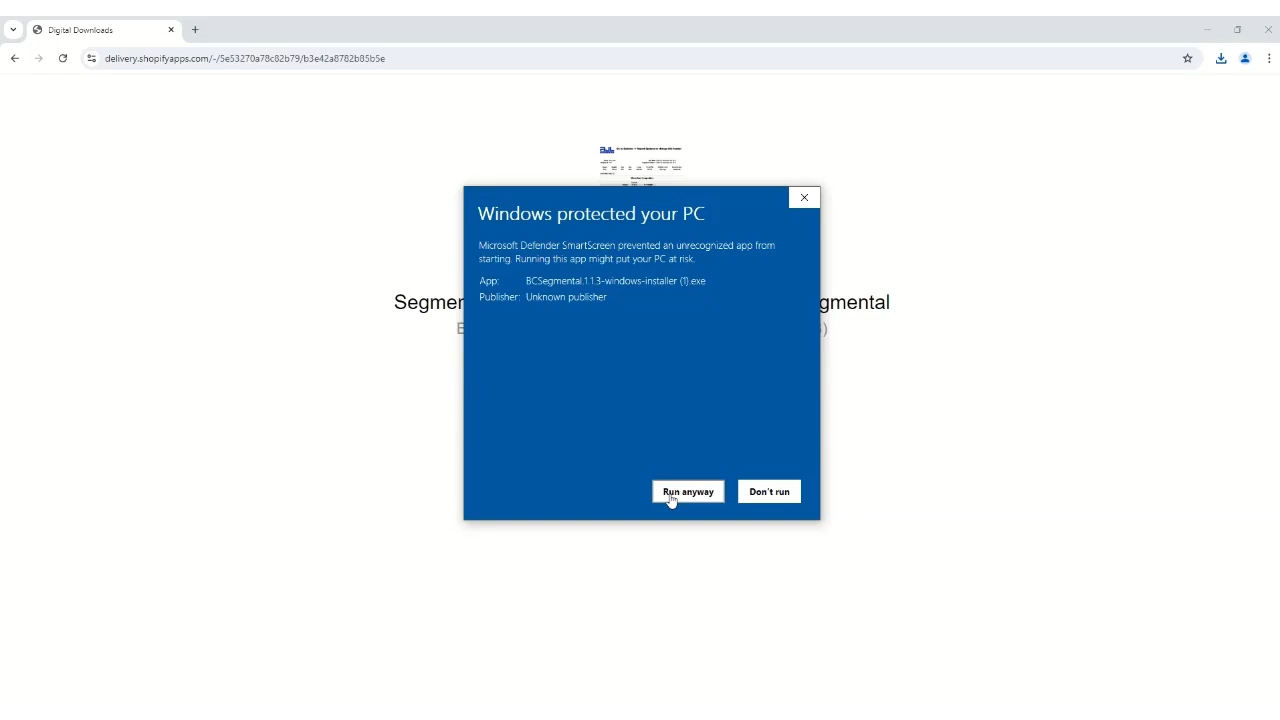 Digital Downloads
delivery.shopifyapps.com/-/5e53270a78c82b79/b3e42a8782b85b5e
Windows protected your PC
Microsoft Defender SmartScreen prevented an unrecognized app from
starting. Running this app might put your PC at risk.
App: BCSegmental.1.1.3-windows-installer (1).exe
Publisher: Unknown publisher
Segmer
gmental
Run anyway
Don't run